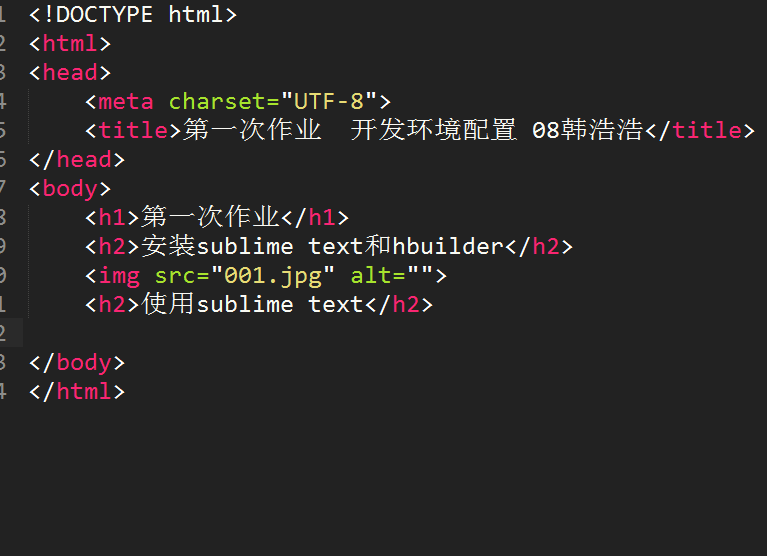 1 <!DOCTYPE html>
2 <html>
3 <head>
4     <meta charset="UTF-8">
5     <title>第一次作业  开发环境配置 08韩浩浩</title>
6 </head>
7 <body>
8     <h1>第一次作业</h1>
9     <h2>安装sublime text和hbuilder</h2>
0     <img src="001.jpg" alt="">
1     <h2>使用sublime text</h2>
2
3 </body>
4 </html>